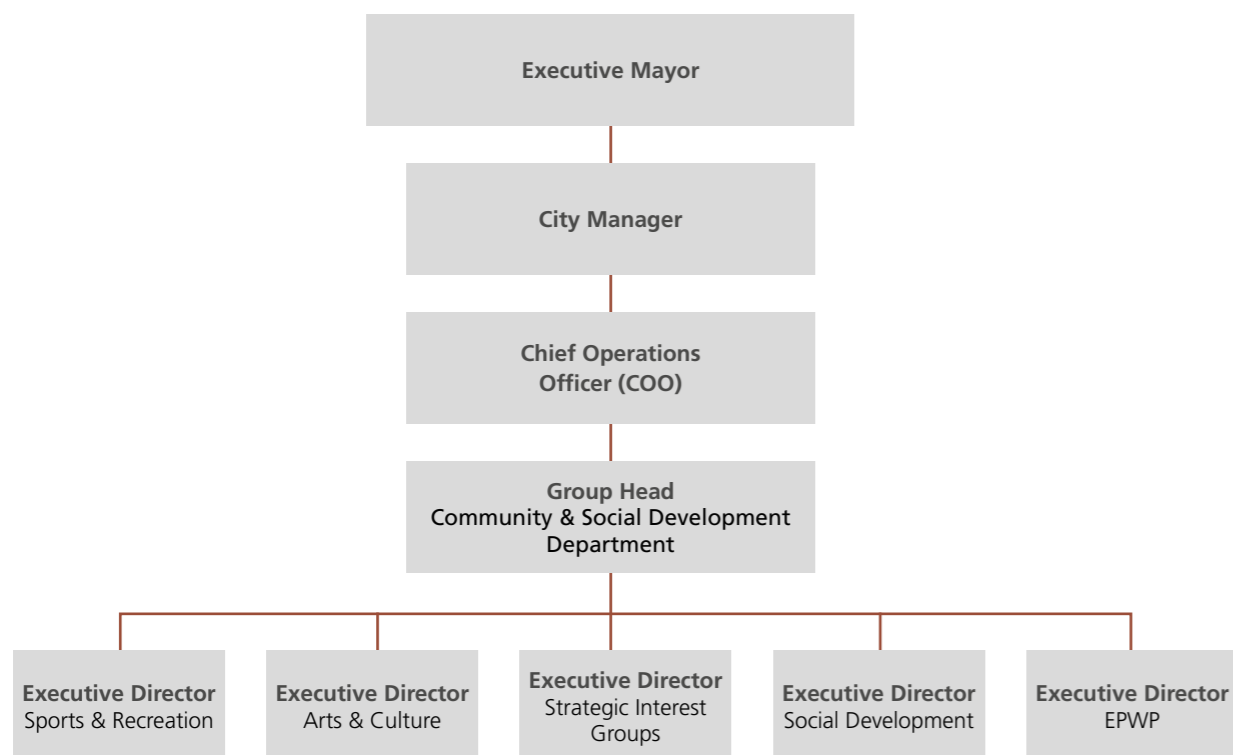 Executive Mayor
City Manager
Chief Operations
Officer (COO)
Group Head
Community & Social Development
Department
Executive Director
Sports & Recreation
Executive Director
Arts & Culture
Executive Director
Strategic Interest
Groups
Executive Director
Social Development
Executive Director
EPWP